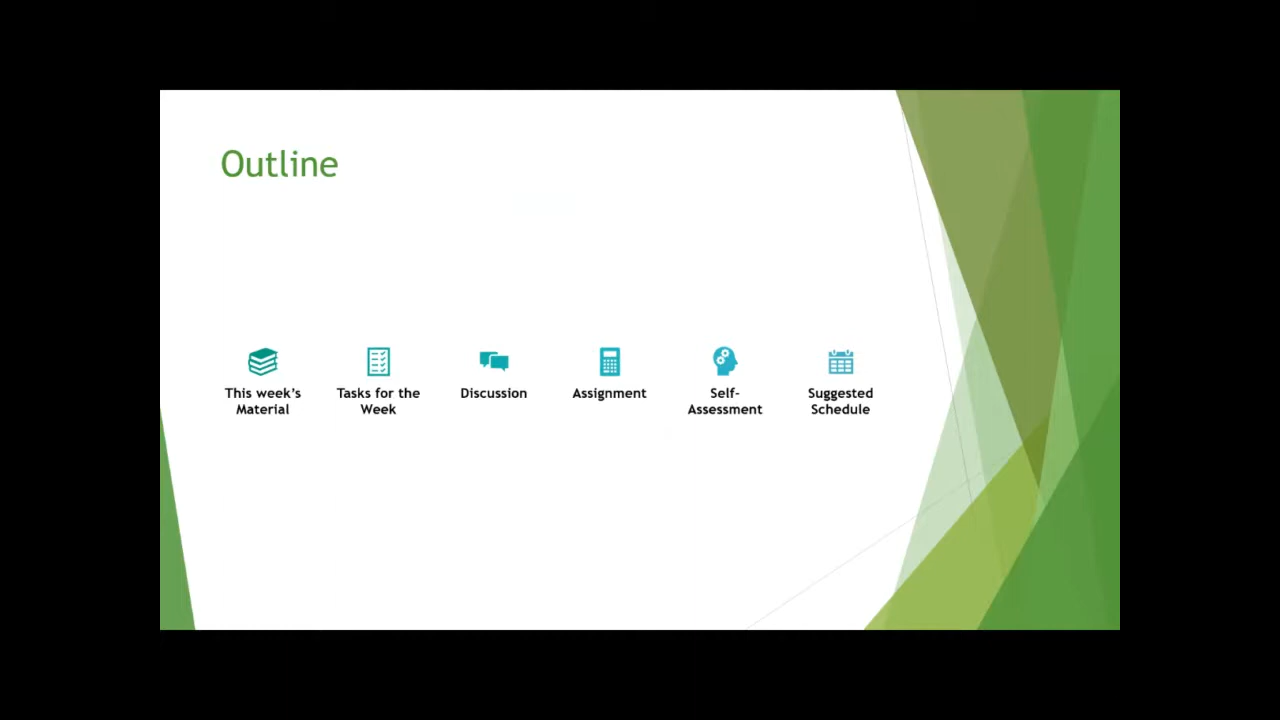 Outline
This week's
Material
Tasks for the
Week
Discussion
Assignment
Self-
Assessment
Suggested
Schedule